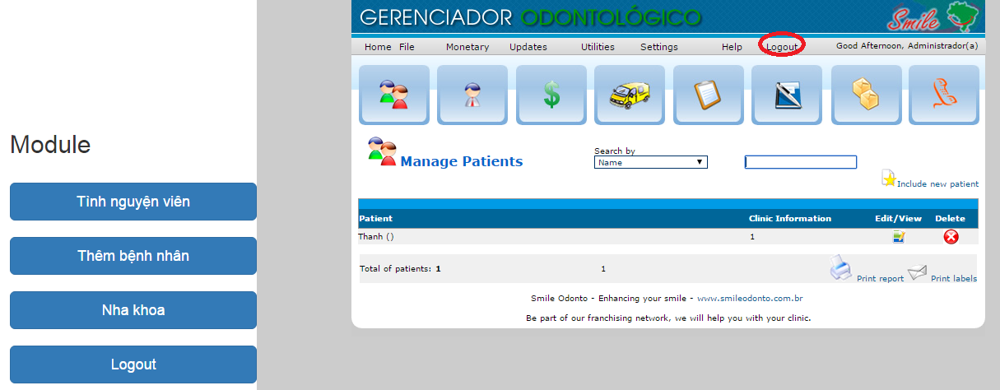 Module
Tình nguyện viên
Thêm bệnh nhân
Nha khoa
Logout
GERENCIADOR ODONTOLÓGICO
Smile
Home File Monetary Updates Utilities Settings Help Logout Good Afternoon, Administrador(a)
Manage Patients
Search by
Name
Include new patient
Patient Clinic Information Edit/View Delete
Thanh () 1
Total of patients: 1 1 Print report Print labels
Smile Odonto - Enhancing your smile - www.smileodonto.com.br
Be part of our franchising network, we will help you with your clinic.